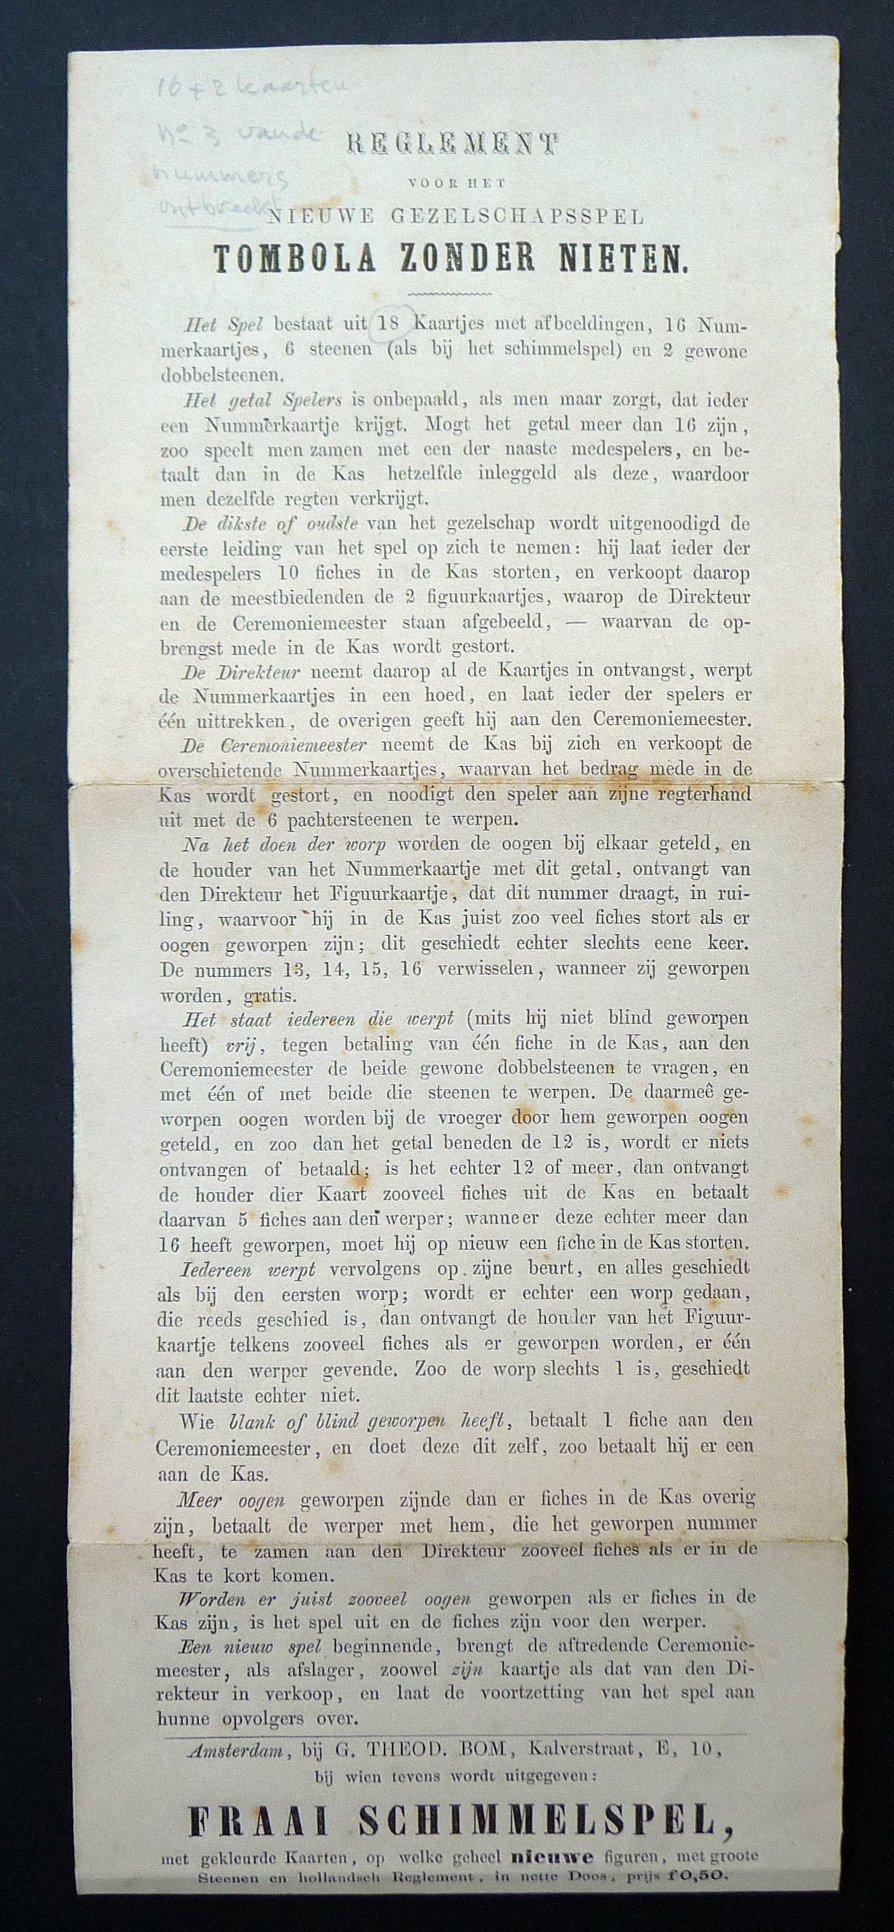 16 + 2 kaarten
no 3 van de
nummers
ontbreekt
REGLEMENT
VOOR HET
NIEUWE GEZELSCHAPSSPEL
TOMBOLA ZONDER NIETEN.
Het Spel bestaat uit 18 Kaartjes met afbeeldingen, 16 Num-
merkaartjes, 6 steenen (als bij het schimmelspel) en 2 gewone
dobbelsteenen.
Het getal Spelers is onbepaald, als men maar zorgt, dat ieder
een Nummerkaartje krijgt. Mogt het getal meer dan 16 zijn,
zoo speelt men zamen met een der naaste medespelers, en be-
taalt dan in de Kas hetzelfde inleggeld als deze, waardoor
men dezelfde regten verkrijgt.
De dikste of oudste van het gezelschap wordt uitgenoodigd de
eerste leiding van het spel op zich te nemen: hij laat ieder der
medespelers 10 fiches in de Kas storten, en verkoopt daarop
aan de meestbiedenden de 2 figuurkaartjes, waarop de Direkteur
en de Ceremoniemeester staan afgebeeld, — waarvan de op-
brengst mede in de Kas wordt gestort.
De Direkteur neemt daarop al de Kaartjes in ontvangst, werpt
de Nummerkaartjes in een hoed, en laat ieder der spelers er
één uittrekken, de overigen geeft hij aan den Ceremoniemeester.
De Ceremoniemeester neemt de Kas bij zich en verkoopt de
overschietende Nummerkaartjes, waarvan het bedrag mede in de
Kas wordt gestort, en noodigt den speler aan zijne regterhand
uit met de 6 pachtersteenen te werpen.
Na het doen der worp worden de oogen bij elkaar geteld, en
de houder van het Nummerkaartje met dit getal, ontvangt van
den Direkteur het Figuurkaartje, dat dit nummer draagt, in rui-
ling, waarvoor hij in de Kas juist zoo veel fiches stort als er
oogen geworpen zijn; dit geschiedt echter slechts eene keer.
De nummers 13, 14, 15, 16 verwisselen, wanneer zij geworpen
worden, gratis.
Het staat iedereen die werpt (mits hij niet blind geworpen
heeft) vrij, tegen betaling van één fiche in de Kas, aan den
Ceremoniemeester de beide gewone dobbelsteenen te vragen, en
met één of met beide die steenen te werpen. De daarmeê ge-
worpen oogen worden bij de vroeger door hem geworpen oogen
geteld, en zoo dan het getal beneden de 12 is, wordt er niets
ontvangen of betaald; is het echter 12 of meer, dan ontvangt
de houder dier Kaart zooveel fiches uit de Kas en betaalt
daarvan 5 fiches aan den werper; wanneer deze echter meer dan
16 heeft geworpen, moet hij op nieuw een fiche in de Kas storten.
Iedereen werpt vervolgens op zijne beurt, en alles geschiedt
als bij den eersten worp; wordt er echter een worp gedaan,
die reeds geschied is, dan ontvangt de houder van het Figuur-
kaartje telkens zooveel fiches als er geworpen worden, er één
aan den werper gevende. Zoo de worp slechts 1 is, geschiedt
dit laatste echter niet.
Wie blank of blind geworpen heeft, betaalt 1 fiche aan den
Ceremoniemeester, en doet deze dit zelf, zoo betaalt hij er een
aan de Kas.
Meer oogen geworpen zijnde dan er fiches in de Kas overig
zijn, betaalt de werper met hem, die het geworpen nummer
heeft, te zamen aan den Direkteur zooveel fiches als er in de
Kas te kort komen.
Worden er juist zooveel oogen geworpen als er fiches in de
Kas zijn, is het spel uit en de fiches zijn voor den werper.
Een nieuw spel beginnende, brengt de aftredende Ceremonie-
meester, als afslager, zoowel zijn kaartje als dat van den Di-
rekteur in verkoop, en laat de voortzetting van het spel aan
hunne opvolgers over.
Amsterdam, bij G. THEOD. BOM, Kalverstraat, E, 10,
bij wien tevens wordt uitgegeven:
FRAAI SCHIMMELSPEL,
met gekleurde Kaarten, op welke geheel nieuwe figuren, met groote
Steenen en hollandsch Reglement, in nette Doos, prijs f0,50.